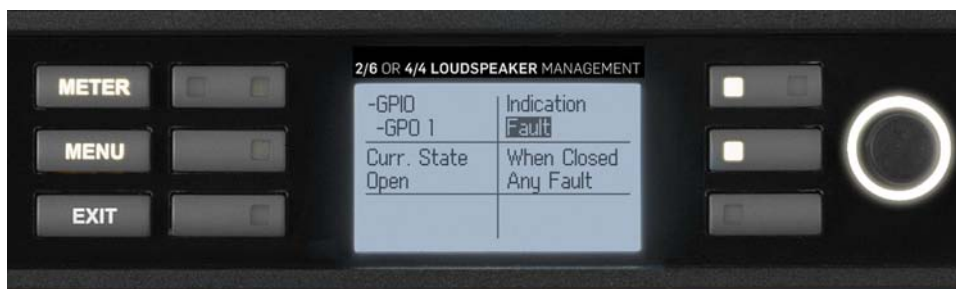 METER
MENU
EXIT
2/6 OR 4/4 LOUDSPEAKER MANAGEMENT
-GPIO
-GPO 1
Indication
Fault
Curr. State
Open
When Closed
Any Fault